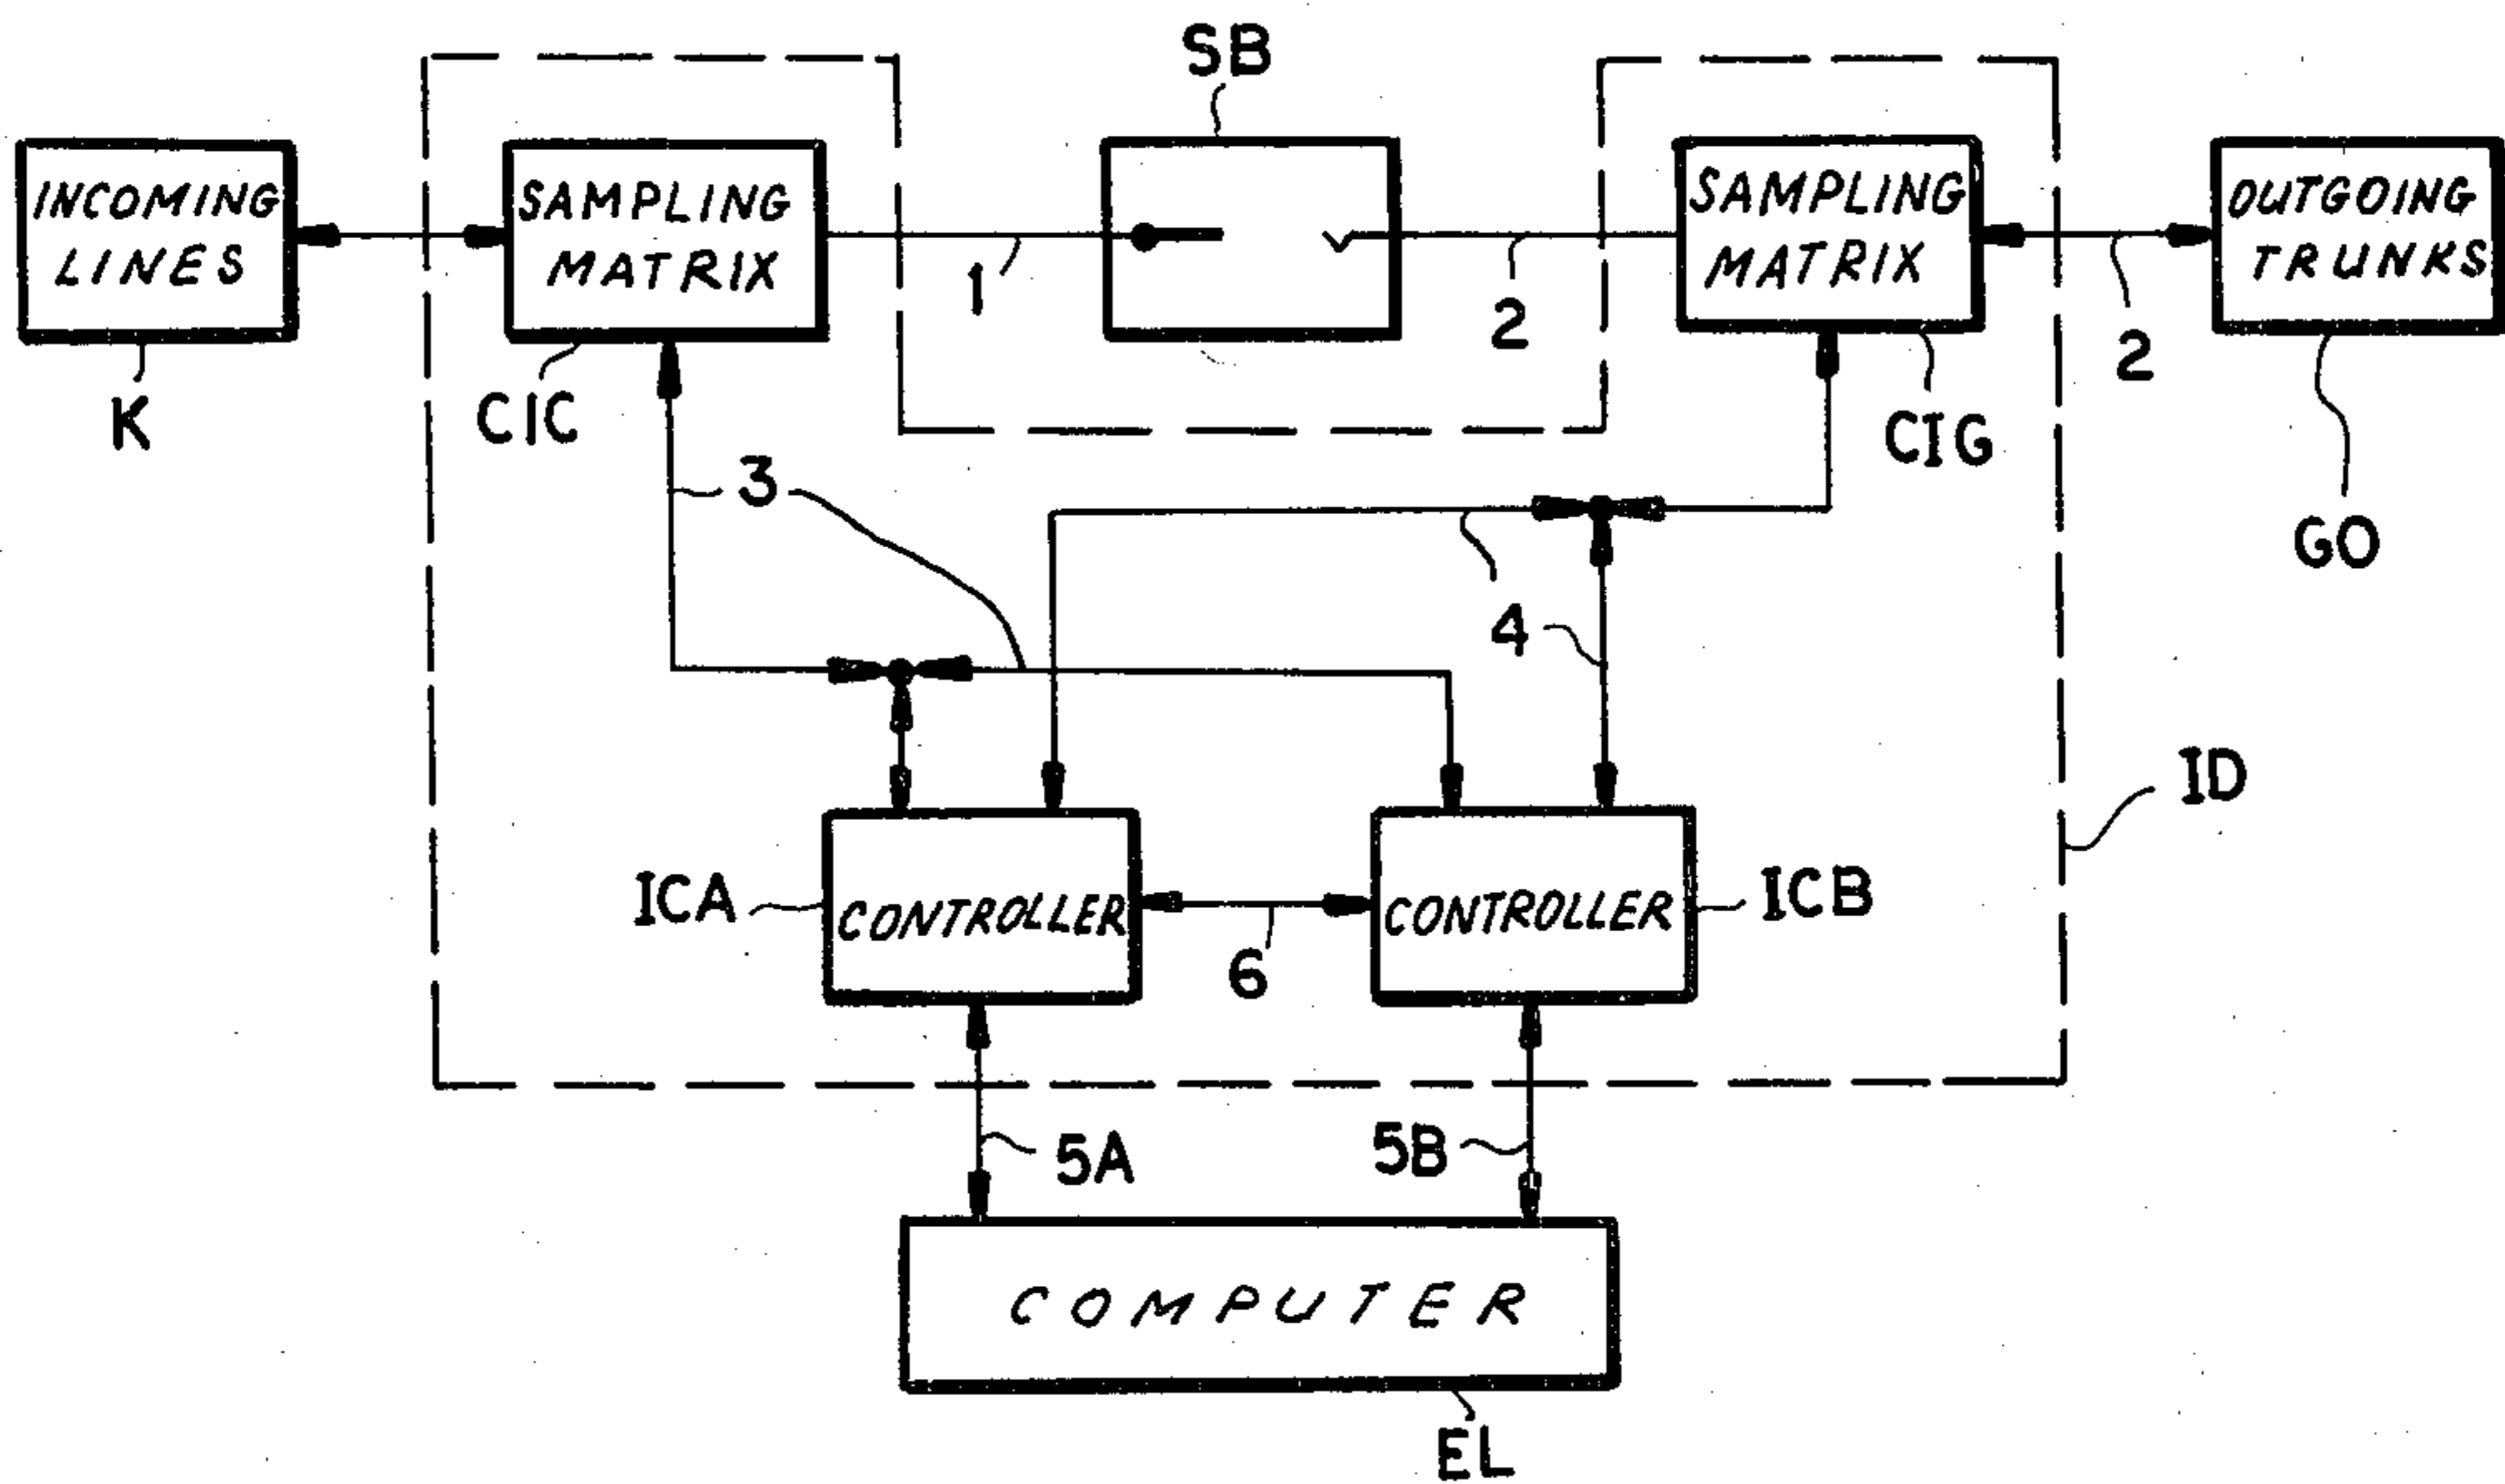 SB
INCOMING
LINES
SAMPLING
MATRIX
SAMPLING
MATRIX
OUTGOING
TRUNKS
1
2
2
K
CIC
CIG
GO
3
4
ID
ICA
CONTROLLER
CONTROLLER
ICB
6
5A
5B
COMPUTER
EL